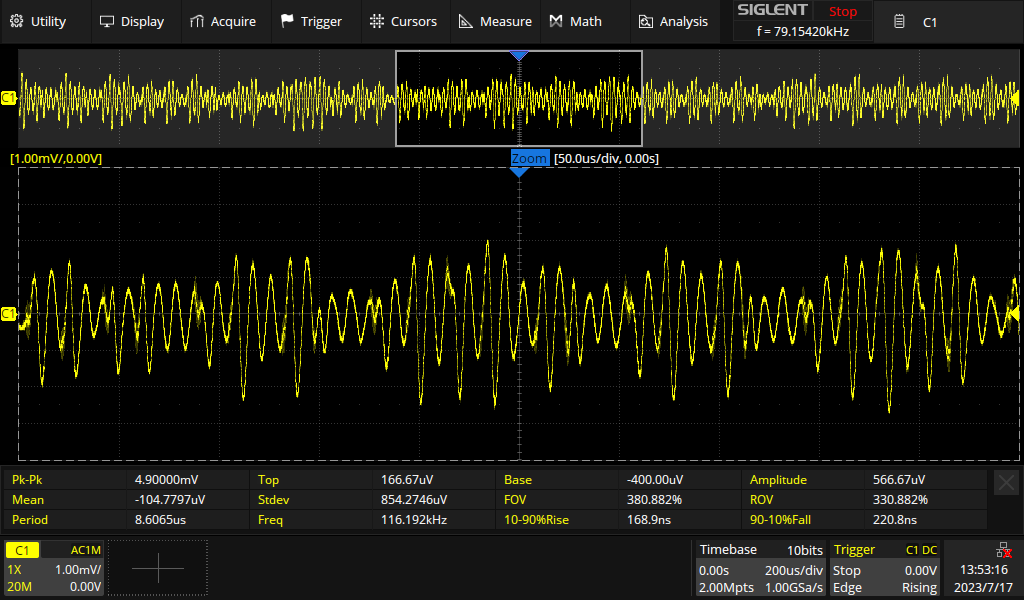 Utility Display Acquire Trigger Cursors Measure Math Analysis SIGLENT Stop C1
f = 79.15420kHz
C1
[1.00mV/,0.00V] Zoom [50.0us/div, 0.00s]
C1
Pk-Pk 4.90000mV Top 166.67uV Base -400.00uV Amplitude 566.67uV
Mean -104.7797uV Stdev 854.2746uV FOV 380.882% ROV 330.882%
Period 8.6065us Freq 116.192kHz 10-90%Rise 168.9ns 90-10%Fall 220.8ns
C1 AC1M Timebase 10bits Trigger C1 DC
1X 1.00mV/ 0.00s 200us/div Stop 0.00V 13:53:16
20M 0.00V 2.00Mpts 1.00GSa/s Edge Rising 2023/7/17